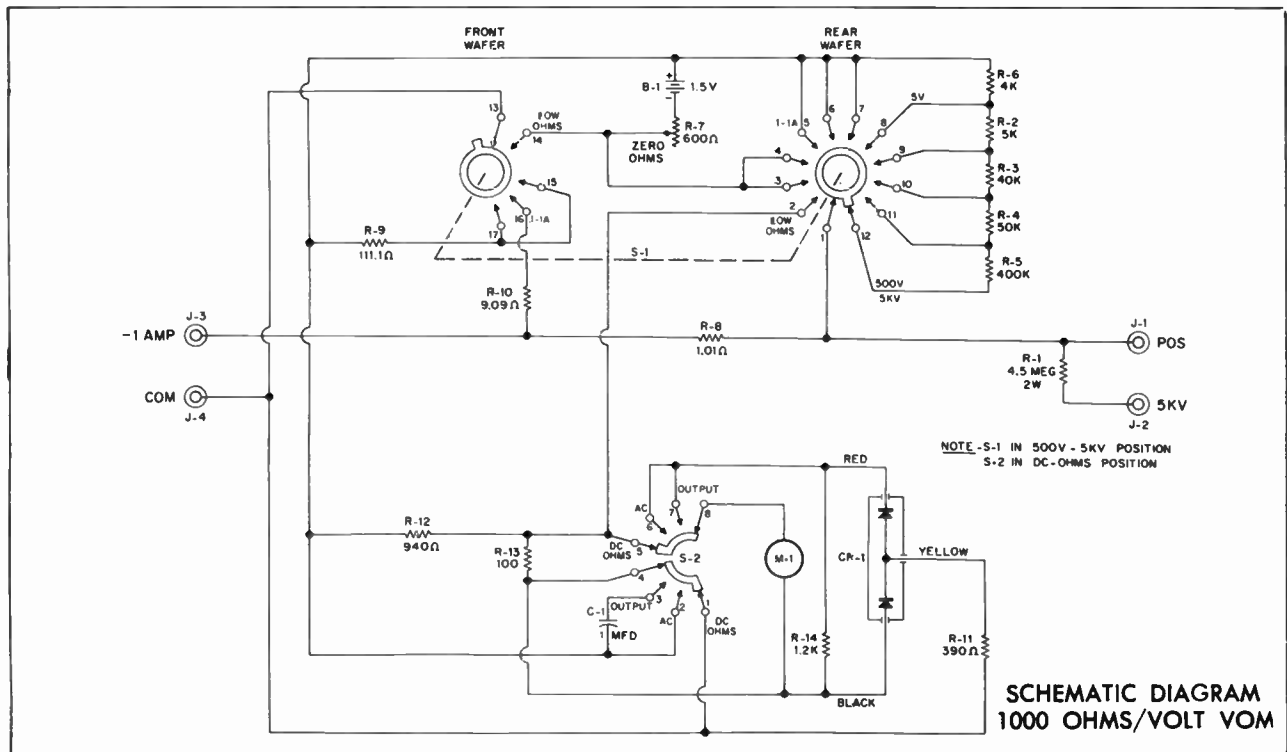 FRONT
WAFER
REAR
WAFER
R-6
4K
+
B-1
1.5V
-
13
LOW
OHMS
14
R-7
600Ω
ZERO
OHMS
1-1A
5
6
7
8
5V
R-2
5K
4
9
R-3
40K
3
10
15
2
LOW
OHMS
11
R-4
50K
16
.1-1A
17
1
12
R-9
111.1Ω
S-1
R-5
400K
500V
5KV
R-10
9.09Ω
-1 AMP
J-3
R-8
1.01Ω
J-1
POS
R-1
4.5 MEG
2W
COM
J-4
5KV
J-2
NOTE-S-1 IN 500V-5KV POSITION
S-2 IN DC-OHMS POSITION
RED
AC
6
OUTPUT
7
8
R-12
940Ω
R-13
100
DC
OHMS
5
S-2
M-1
CR-1
YELLOW
4
C-1
1 MFD
OUTPUT
3
AC
2
1
DC
OHMS
R-14
1.2K
R-11
390Ω
BLACK
SCHEMATIC DIAGRAM
1000 OHMS/VOLT VOM